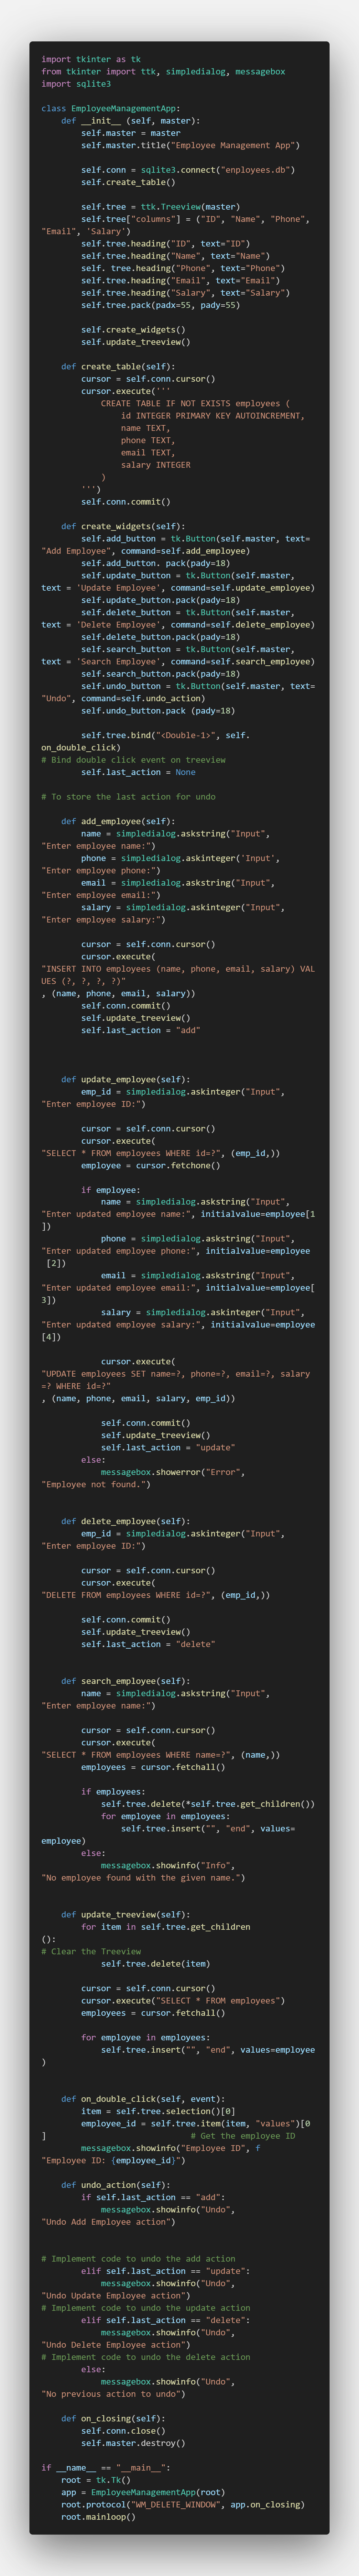 import tkinter as tk
from tkinter import ttk, simpledialog, messagebox
import sqlite3

class EmployeeManagementApp:
    def __init__ (self, master):
        self.master = master
        self.master.title("Employee Management App")

        self.conn = sqlite3.connect("enployees.db")
        self.create_table()

        self.tree = ttk.Treeview(master)
        self.tree["columns"] = ("ID", "Name", "Phone",
"Email", 'Salary')
        self.tree.heading("ID", text="ID")
        self.tree.heading("Name", text="Name")
        self. tree.heading("Phone", text="Phone")
        self.tree.heading("Email", text="Email")
        self.tree.heading("Salary", text="Salary")
        self.tree.pack(padx=55, pady=55)

        self.create_widgets()
        self.update_treeview()

    def create_table(self):
        cursor = self.conn.cursor()
        cursor.execute('''
            CREATE TABLE IF NOT EXISTS employees (
                id INTEGER PRIMARY KEY AUTOINCREMENT,
                name TEXT,
                phone TEXT,
                email TEXT,
                salary INTEGER
            )
        ''')
        self.conn.commit()

    def create_widgets(self):
        self.add_button = tk.Button(self.master, text=
"Add Employee", command=self.add_employee)
        self.add_button. pack(pady=18)
        self.update_button = tk.Button(self.master,
text = 'Update Employee', command=self.update_employee)
        self.update_button.pack(pady=18)
        self.delete_button = tk.Button(self.master,
text = 'Delete Employee', command=self.delete_employee)
        self.delete_button.pack(pady=18)
        self.search_button = tk.Button(self.master,
text = 'Search Employee', command=self.search_employee)
        self.search_button.pack(pady=18)
        self.undo_button = tk.Button(self.master, text=
"Undo", command=self.undo_action)
        self.undo_button.pack (pady=18)

        self.tree.bind("<Double-1>", self.
on_double_click)
# Bind double click event on treeview
        self.last_action = None

# To store the last action for undo

    def add_employee(self):
        name = simpledialog.askstring("Input",
"Enter employee name:")
        phone = simpledialog.askinteger('Input',
"Enter employee phone:")
        email = simpledialog.askstring("Input",
"Enter employee email:")
        salary = simpledialog.askinteger("Input",
"Enter employee salary:")

        cursor = self.conn.cursor()
        cursor.execute(
"INSERT INTO employees (name, phone, email, salary) VAL
UES (?, ?, ?, ?)"
, (name, phone, email, salary))
        self.conn.commit()
        self.update_treeview()
        self.last_action = "add"

    def update_employee(self):
        emp_id = simpledialog.askinteger("Input",
"Enter employee ID:")

        cursor = self.conn.cursor()
        cursor.execute(
"SELECT * FROM employees WHERE id=?", (emp_id,))
        employee = cursor.fetchone()

        if employee:
            name = simpledialog.askstring("Input",
"Enter updated employee name:", initialvalue=employee[1
])
            phone = simpledialog.askstring("Input",
"Enter updated employee phone:", initialvalue=employee
 [2])
            email = simpledialog.askstring("Input",
"Enter updated employee email:", initialvalue=employee[
3])
            salary = simpledialog.askinteger("Input",
"Enter updated employee salary:", initialvalue=employee
[4])

            cursor.execute(
"UPDATE employees SET name=?, phone=?, email=?, salary
=? WHERE id=?"
, (name, phone, email, salary, emp_id))

            self.conn.commit()
            self.update_treeview()
            self.last_action = "update"
        else:
            messagebox.showerror("Error",
"Employee not found.")

    def delete_employee(self):
        emp_id = simpledialog.askinteger("Input",
"Enter employee ID:")

        cursor = self.conn.cursor()
        cursor.execute(
"DELETE FROM employees WHERE id=?", (emp_id,))

        self.conn.commit()
        self.update_treeview()
        self.last_action = "delete"

    def search_employee(self):
        name = simpledialog.askstring("Input",
"Enter employee name:")

        cursor = self.conn.cursor()
        cursor.execute(
"SELECT * FROM employees WHERE name=?", (name,))
        employees = cursor.fetchall()

        if employees:
            self.tree.delete(*self.tree.get_children())
            for employee in employees:
                self.tree.insert("", "end", values=
employee)
        else:
            messagebox.showinfo("Info",
"No employee found with the given name.")

    def update_treeview(self):
        for item in self.tree.get_children
():
# Clear the Treeview
            self.tree.delete(item)

        cursor = self.conn.cursor()
        cursor.execute("SELECT * FROM employees")
        employees = cursor.fetchall()

        for employee in employees:
            self.tree.insert("", "end", values=employee
)

    def on_double_click(self, event):
        item = self.tree.selection()[0]
        employee_id = self.tree.item(item, "values")[0
]                             # Get the employee ID
        messagebox.showinfo("Employee ID", f
"Employee ID: {employee_id}")

    def undo_action(self):
        if self.last_action == "add":
            messagebox.showinfo("Undo",
"Undo Add Employee action")

# Implement code to undo the add action
        elif self.last_action == "update":
            messagebox.showinfo("Undo",
"Undo Update Employee action")
# Implement code to undo the update action
        elif self.last_action == "delete":
            messagebox.showinfo("Undo",
"Undo Delete Employee action")
# Implement code to undo the delete action
        else:
            messagebox.showinfo("Undo",
"No previous action to undo")

    def on_closing(self):
        self.conn.close()
        self.master.destroy()

if __name__ == "__main__":
    root = tk.Tk()
    app = EmployeeManagementApp(root)
    root.protocol("WM_DELETE_WINDOW", app.on_closing)
    root.mainloop()